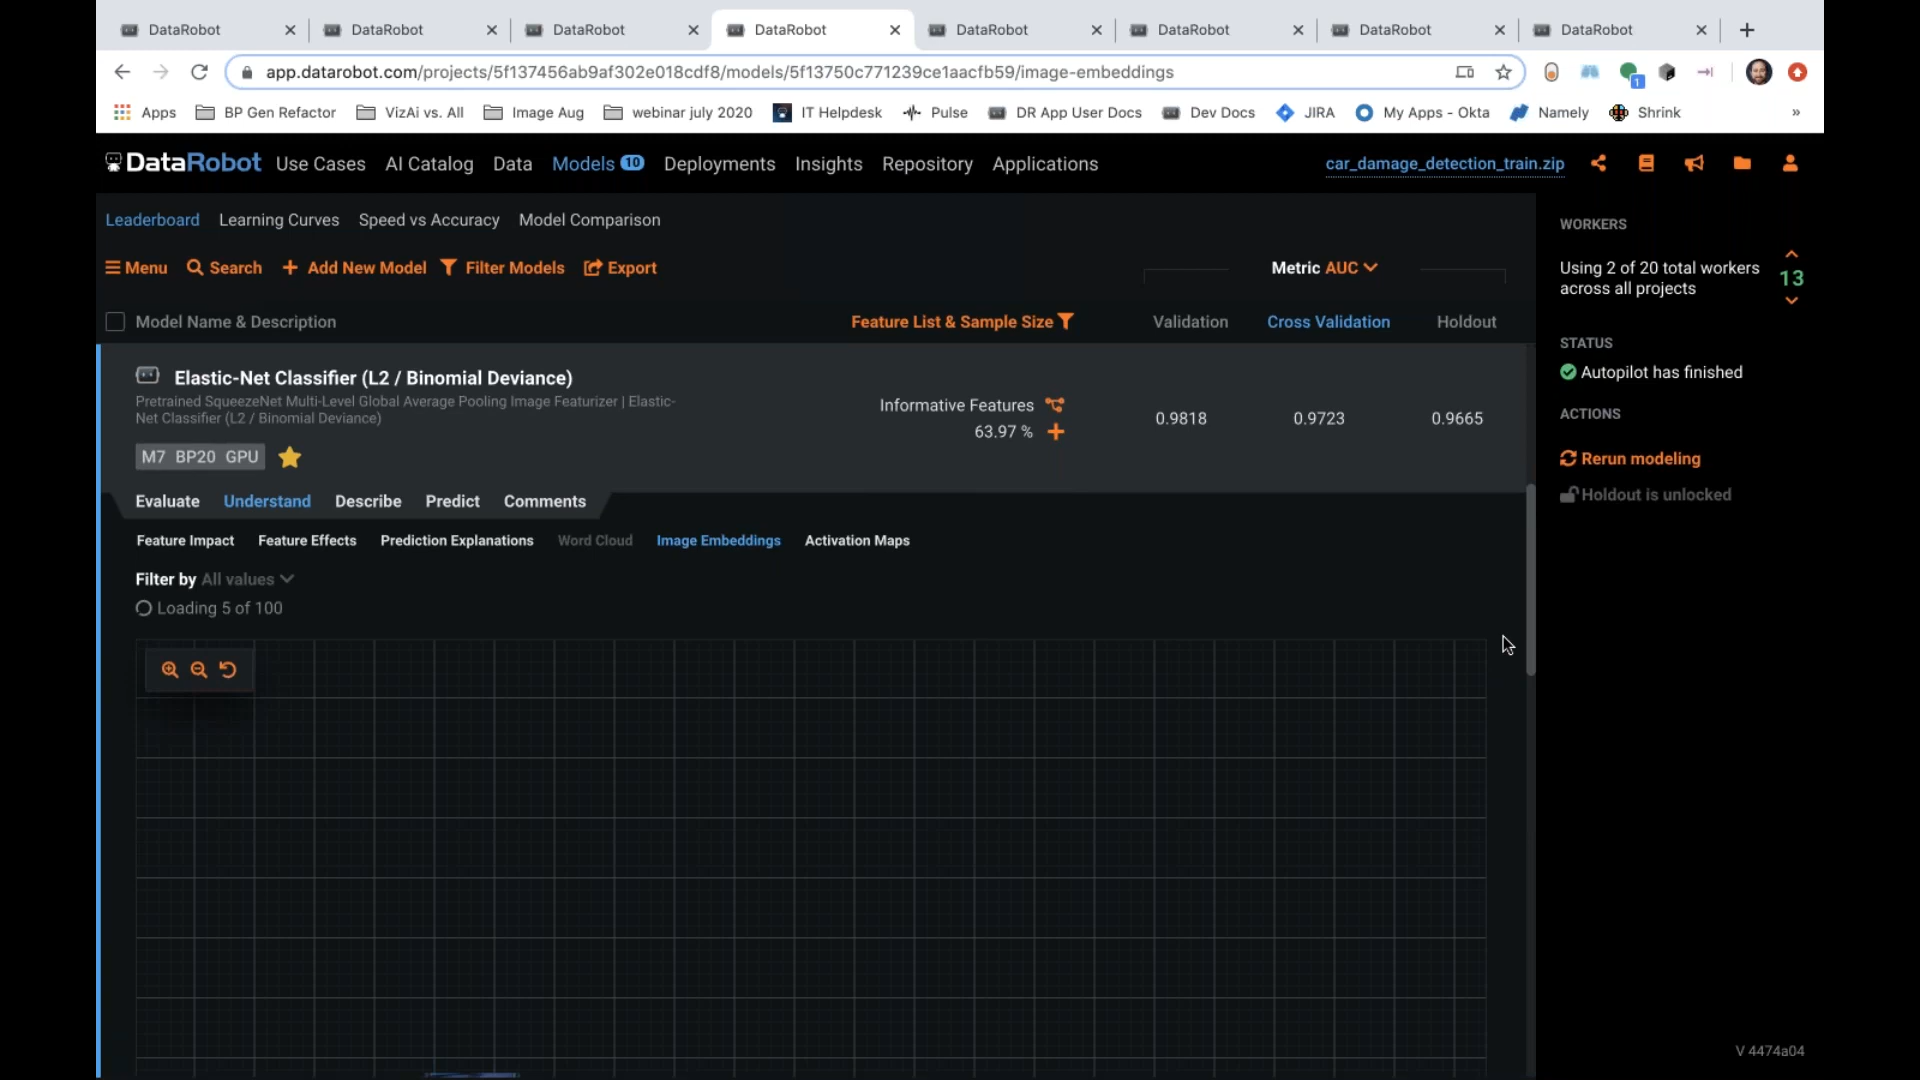 DataRobot DataRobot DataRobot DataRobot DataRobot DataRobot DataRobot DataRobot
app.datarobot.com/projects/5f137456ab9af302e018cdf8/models/5f13750c771239ce1aacfb59/image-embeddings 1
Apps BP Gen Refactor VizAi vs. All Image Aug webinar july 2020 IT Helpdesk Pulse DR App User Docs Dev Docs JIRA My Apps - Okta Namely Shrink »
DataRobot Use Cases AI Catalog Data Models 10 Deployments Insights Repository Applications car_damage_detection_train.zip
Leaderboard Learning Curves Speed vs Accuracy Model Comparison
Menu Search + Add New Model Filter Models Export Metric AUC
Model Name & Description Feature List & Sample Size Validation Cross Validation Holdout
Elastic-Net Classifier (L2 / Binomial Deviance)
Pretrained SqueezeNet Multi-Level Global Average Pooling Image Featurizer | Elastic-
Net Classifier (L2 / Binomial Deviance)
Informative Features
63.97 % +
0.9818 0.9723 0.9665
M7 BP20 GPU
Evaluate Understand Describe Predict Comments
Feature Impact Feature Effects Prediction Explanations Word Cloud Image Embeddings Activation Maps
Filter by All values
Loading 5 of 100
WORKERS
Using 2 of 20 total workers
across all projects
13
STATUS
Autopilot has finished
ACTIONS
Rerun modeling
Holdout is unlocked
V 4474a04